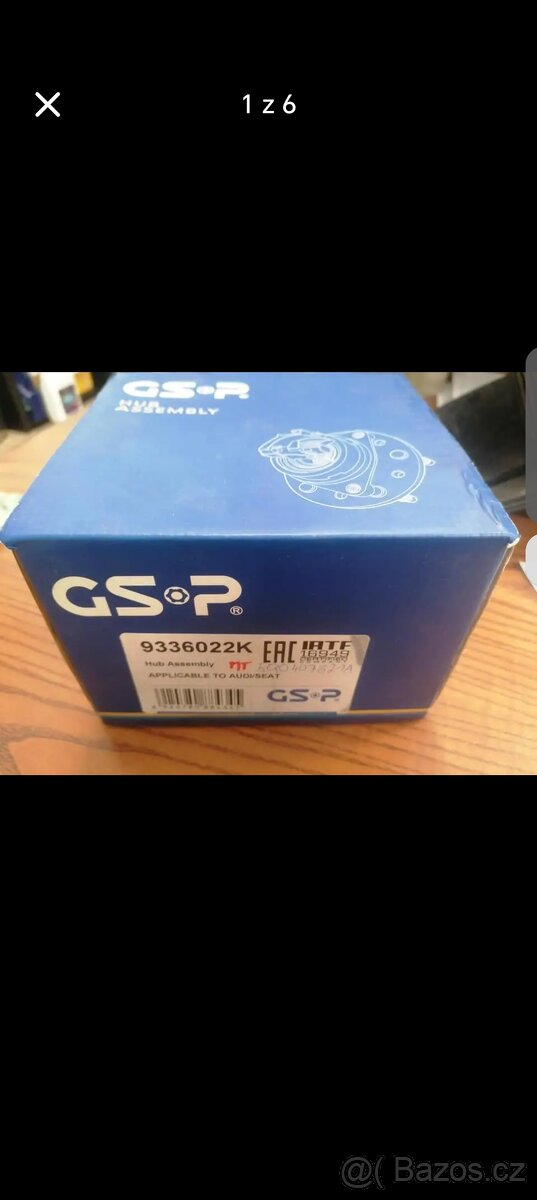 1 z 6
GSP
HUB
ASSEMBLY
GSP®
9336022K
EAC
IATF
16949
Hub Assembly
APPLICABLE TO AUDI/SEAT
GSP
@( Bazos.cz